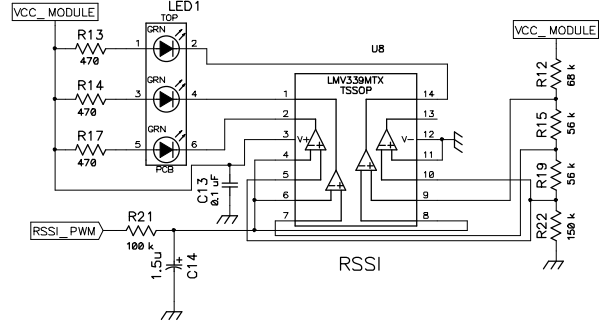 VCC_MODULE
LED1
TOP
R13
470
1
GRN
2
R14
470
3
GRN
4
R17
470
5
GRN
6
PCB
C13
0.1 uF
RSSI_PWM
R21
100 k
1.5u
+
C14
U8
LMV339MTX
TSSOP
1
2
3
4
5
6
7
V+
V-
14
13
12
11
10
9
8
-+
-+
-+
-+
RSSI
VCC_MODULE
R12
68 k
R15
56 k
R19
56 k
R22
150 k